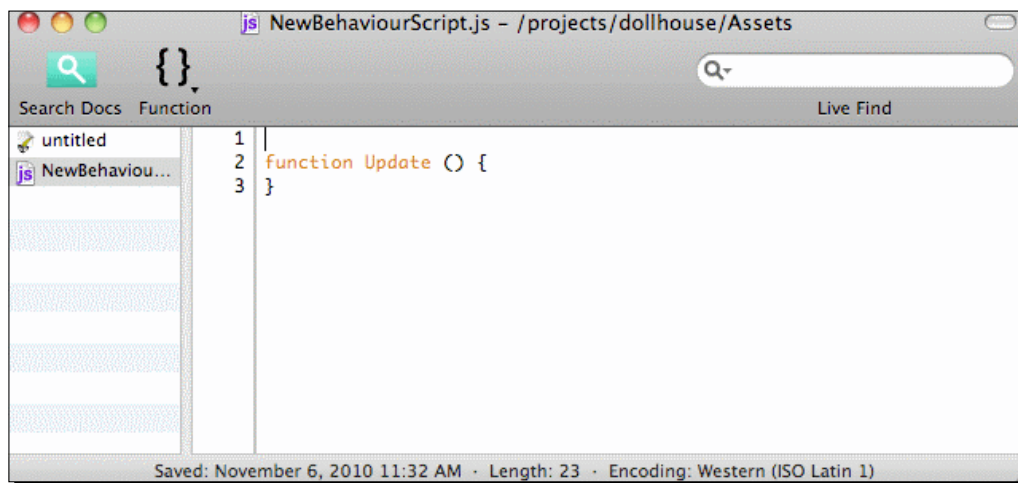 NewBehaviourScript.js – /projects/dollhouse/Assets
{}
Search Docs Function
Live Find
untitled
js NewBehaviou...
1
2 function Update () {
3 }
Saved: November 6, 2010 11:32 AM · Length: 23 · Encoding: Western (ISO Latin 1)